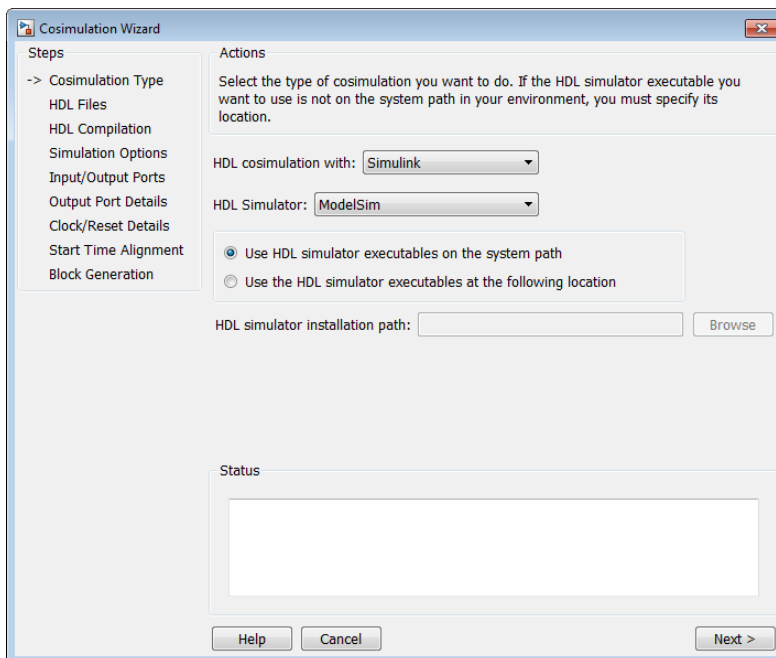 Cosimulation Wizard
Steps
-> Cosimulation Type
HDL Files
HDL Compilation
Simulation Options
Input/Output Ports
Output Port Details
Clock/Reset Details
Start Time Alignment
Block Generation
Actions
Select the type of cosimulation you want to do. If the HDL simulator executable you
want to use is not on the system path in your environment, you must specify its
location.
HDL cosimulation with: Simulink
HDL Simulator: ModelSim
Use HDL simulator executables on the system path
Use the HDL simulator executables at the following location
HDL simulator installation path: Browse
Status
Help Cancel Next >